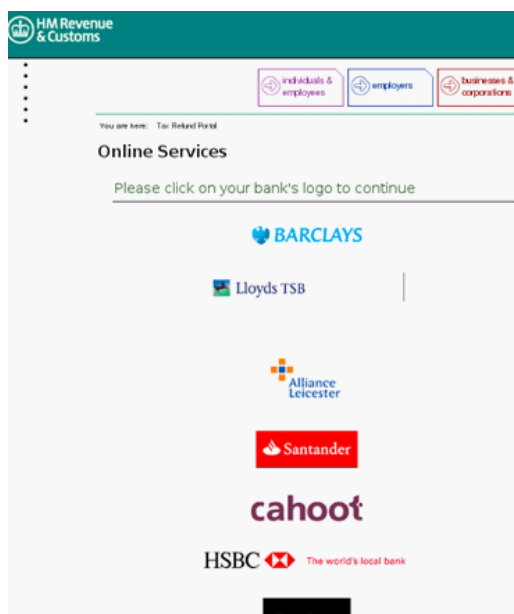 HM Revenue
& Customs
individuals &
employees
employers
businesses &
corporations
You are here: Tax Refund Portal
Online Services
Please click on your bank's logo to continue
BARCLAYS
Lloyds TSB
Alliance
Leicester
Santander
cahoot
HSBC The world's local bank